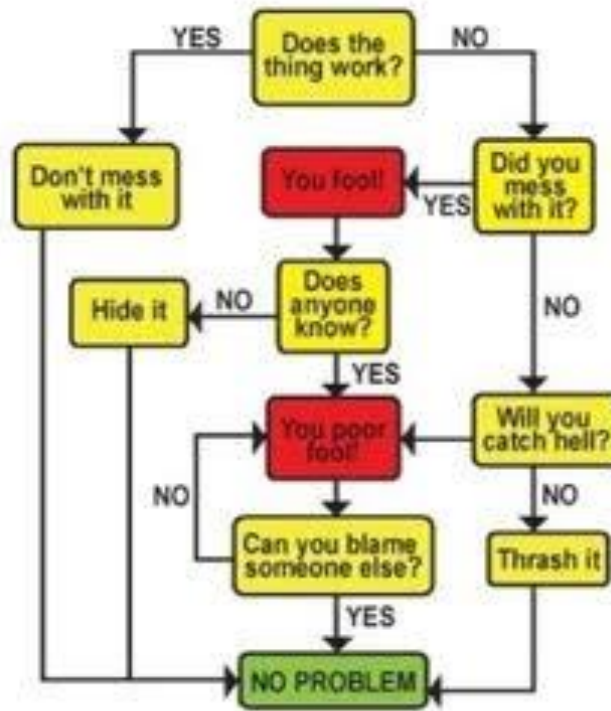 YES
Does the
thing work?
NO
Don't mess
with it
You fool!
YES
Did you
mess
with it?
Hide it
NO
Does
anyone
know?
NO
YES
You poor
fool!
Will you
catch hell?
NO
NO
Can you blame
someone else?
Thrash it
YES
NO PROBLEM